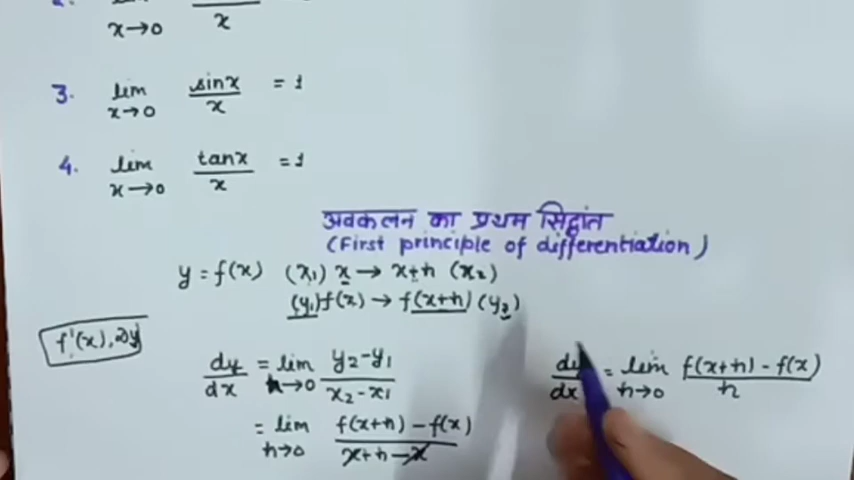 x→0 x
3. lim sinx/x = 1
x→0
4. lim tanx/x = 1
x→0
अवकलन का प्रथम सिद्धांत
(First principle of differentiation)
y = f(x) (x₁) x → x+h (x₂)
(y₁) f(x) → f(x+h) (y₂)
f'(x), Dy
dy/dx = lim h→0 (y₂-y₁)/(x₂-x₁)
= lim h→0 (f(x+h) - f(x))/(x+h-x)
dy/dx = lim h→0 (f(x+h) - f(x))/h